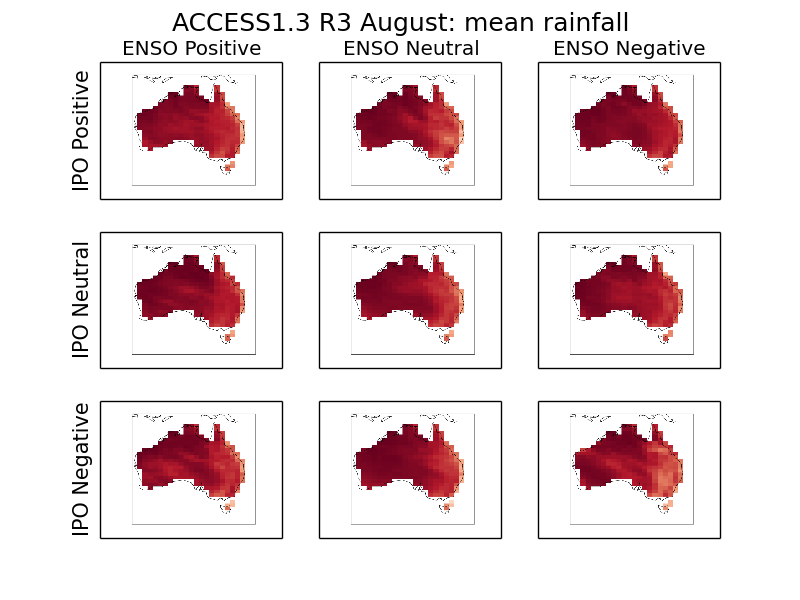 ACCESS1.3 R3 August: mean rainfall
ENSO Positive
ENSO Neutral
ENSO Negative
IPO Positive
IPO Neutral
IPO Negative